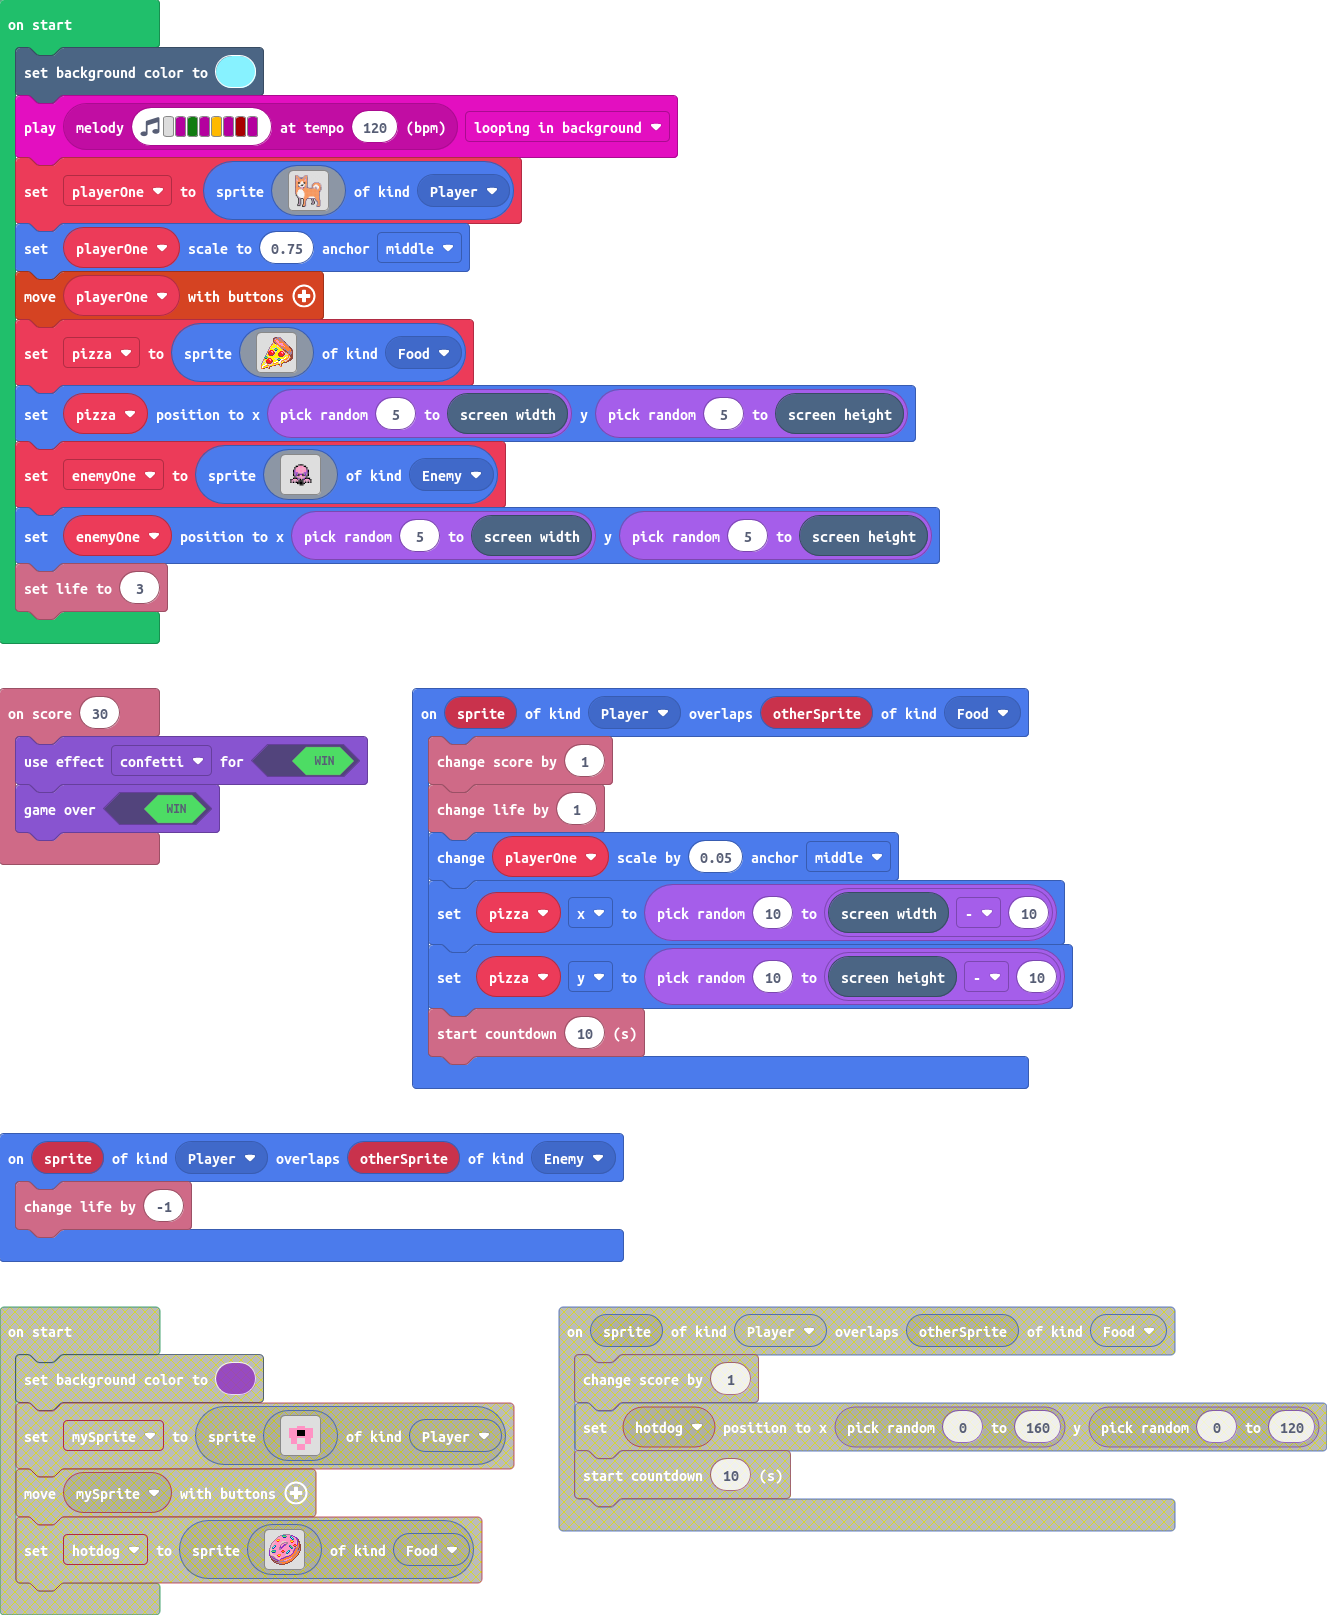 on start
set background color to
play melody at tempo 120 (bpm) looping in background
set playerOne to sprite of kind Player
set playerOne scale to 0.75 anchor middle
move playerOne with buttons
set pizza to sprite of kind Food
set pizza position to x pick random 5 to screen width y pick random 5 to screen height
set enemyOne to sprite of kind Enemy
set enemyOne position to x pick random 5 to screen width y pick random 5 to screen height
set life to 3
on score 30
use effect confetti for WIN
game over WIN
on sprite of kind Player overlaps otherSprite of kind Food
change score by 1
change life by 1
change playerOne scale by 0.05 anchor middle
set pizza x to pick random 10 to screen width - 10
set pizza y to pick random 10 to screen height - 10
start countdown 10 (s)
on sprite of kind Player overlaps otherSprite of kind Enemy
change life by -1
on start
set background color to
set mySprite to sprite of kind Player
move mySprite with buttons
set hotdog to sprite of kind Food
on sprite of kind Player overlaps otherSprite of kind Food
change score by 1
set hotdog position to x pick random 0 to 160 y pick random 0 to 120
start countdown 10 (s)